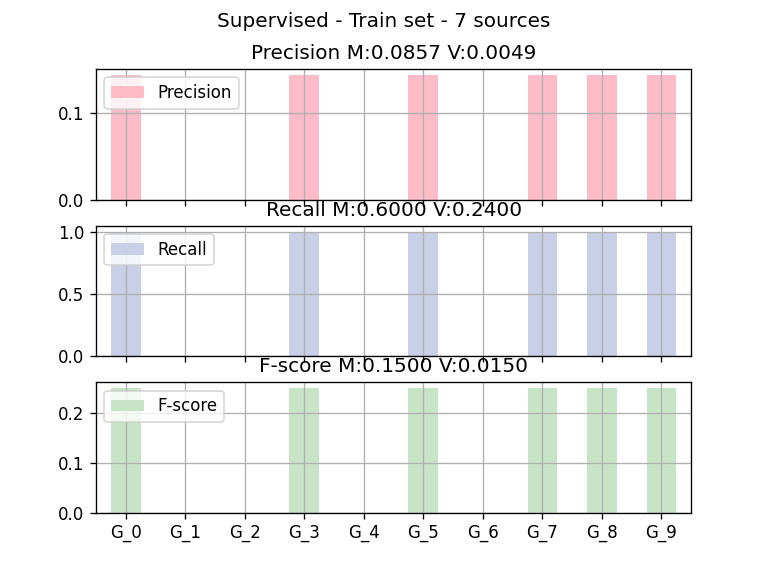 Supervised - Train set - 7 sources
Precision M:0.0857 V:0.0049
Precision
0.1
0.0
Recall M:0.6000 V:0.2400
Recall
1.0
0.5
0.0
F-score M:0.1500 V:0.0150
F-score
0.2
0.1
0.0
G_0 G_1 G_2 G_3 G_4 G_5 G_6 G_7 G_8 G_9